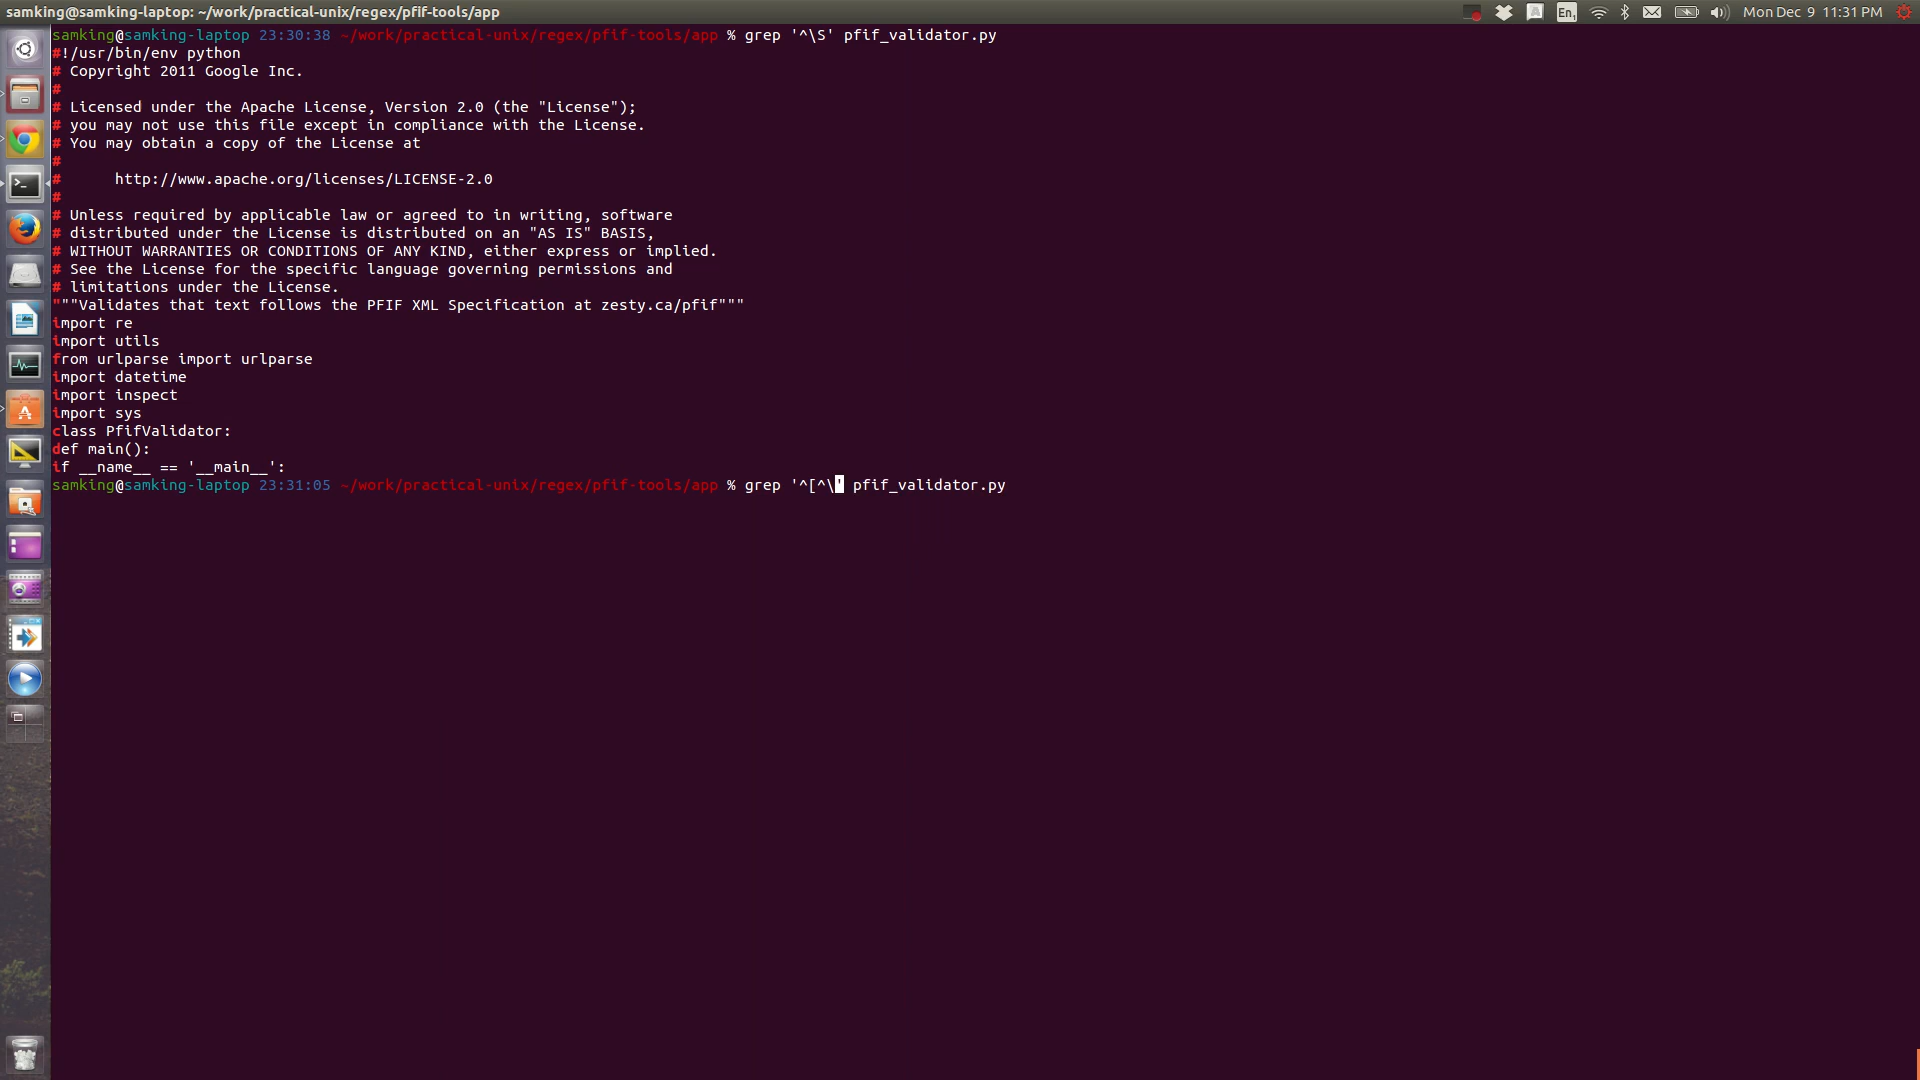 samking@samking-laptop: ~/work/practical-unix/regex/pfif-tools/app
En1
Mon Dec 9 11:31 PM
samking@samking-laptop 23:30:38 ~/work/practical-unix/regex/pfif-tools/app % grep '^\S' pfif_validator.py
#!/usr/bin/env python
# Copyright 2011 Google Inc.
#
# Licensed under the Apache License, Version 2.0 (the "License");
# you may not use this file except in compliance with the License.
# You may obtain a copy of the License at
#
#      http://www.apache.org/licenses/LICENSE-2.0
#
# Unless required by applicable law or agreed to in writing, software
# distributed under the License is distributed on an "AS IS" BASIS,
# WITHOUT WARRANTIES OR CONDITIONS OF ANY KIND, either express or implied.
# See the License for the specific language governing permissions and
# limitations under the License.
"""Validates that text follows the PFIF XML Specification at zesty.ca/pfif"""
import re
import utils
from urlparse import urlparse
import datetime
import inspect
import sys
class PfifValidator:
def main():
if __name__ == '__main__':
samking@samking-laptop 23:31:05 ~/work/practical-unix/regex/pfif-tools/app % grep '^[^\' pfif_validator.py